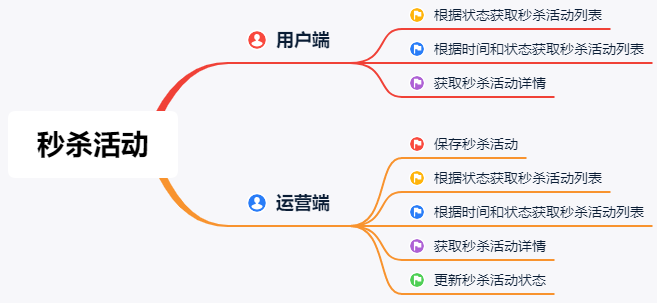 秒杀活动
用户端
根据状态获取秒杀活动列表
根据时间和状态获取秒杀活动列表
获取秒杀活动详情
运营端
保存秒杀活动
根据状态获取秒杀活动列表
根据时间和状态获取秒杀活动列表
获取秒杀活动详情
更新秒杀活动状态